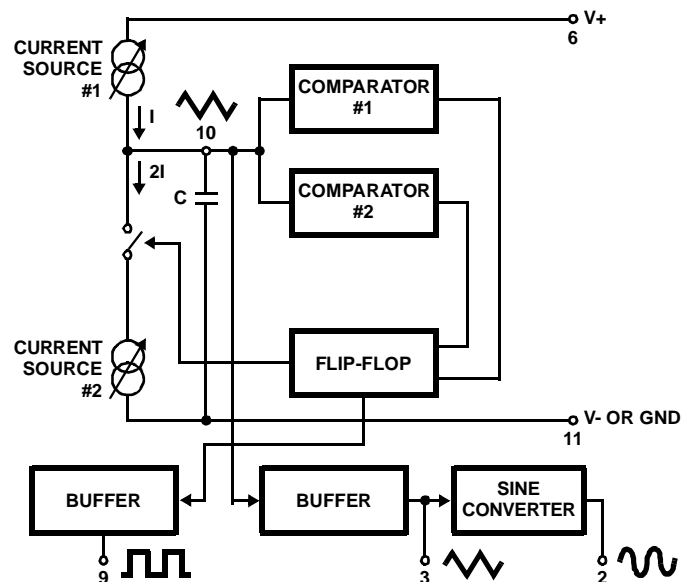 V+
6
CURRENT
SOURCE
#1
I
10
COMPARATOR
#1
2I
C
COMPARATOR
#2
CURRENT
SOURCE
#2
FLIP-FLOP
V- OR GND
11
BUFFER
BUFFER
SINE
CONVERTER
9
3
2